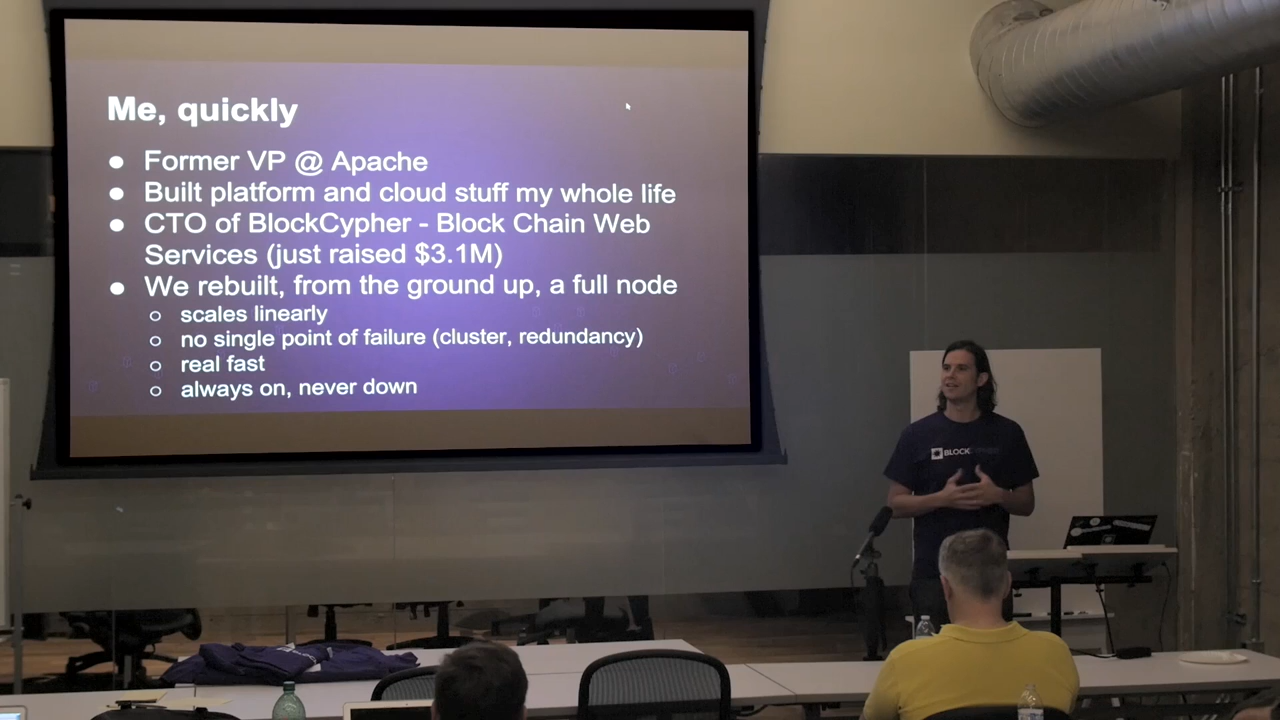 Me, quickly
● Former VP @ Apache
● Built platform and cloud stuff my whole life
● CTO of BlockCypher - Block Chain Web
Services (just raised $3.1M)
● We rebuilt, from the ground up, a full node
○ scales linearly
○ no single point of failure (cluster, redundancy)
○ real fast
○ always on, never down
BLOCKCYPHER